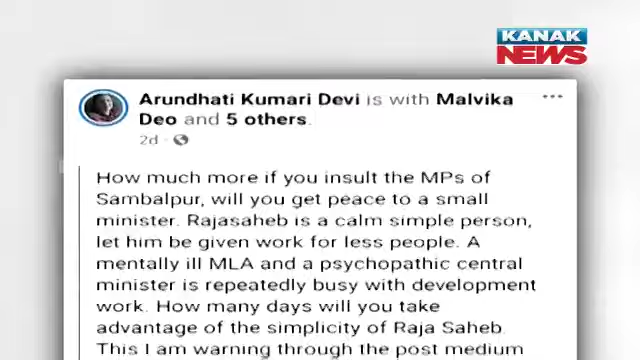 KANAK
NEWS
Arundhati Kumari Devi is with Malvika
Deo and 5 others.
2d ·
How much more if you insult the MPs of
Sambalpur, will you get peace to a small
minister. Rajasaheb is a calm simple person,
let him be given work for less people. A
mentally ill MLA and a psychopathic central
minister is repeatedly busy with development
work. How many days will you take
advantage of the simplicity of Raja Saheb.
This I am warning through the post medium